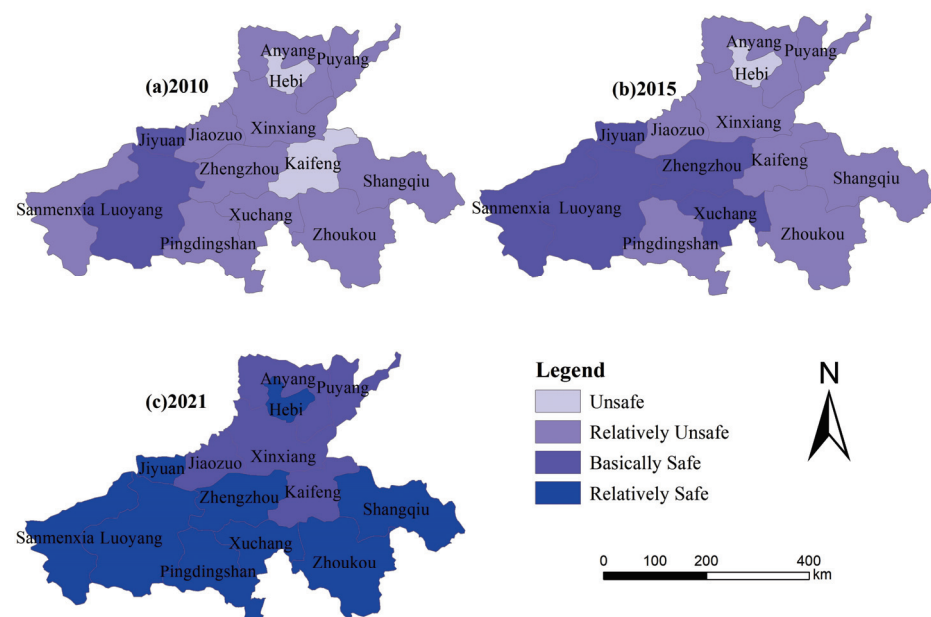 (a)2010
Anyang
Puyang
Hebi
Jiyuan
Jiaozuo
Xinxiang
Zhengzhou
Kaifeng
Shangqiu
Sanmenxia
Luoyang
Xuchang
Pingdingshan
Zhoukou
(b)2015
Anyang
Puyang
Hebi
Jiyuan
Jiaozuo
Xinxiang
Zhengzhou
Kaifeng
Shangqiu
Sanmenxia
Luoyang
Xuchang
Pingdingshan
Zhoukou
(c)2021
Anyang
Puyang
Hebi
Jiyuan
Jiaozuo
Xinxiang
Zhengzhou
Kaifeng
Shangqiu
Sanmenxia
Luoyang
Xuchang
Pingdingshan
Zhoukou
Legend
Unsafe
Relatively Unsafe
Basically Safe
Relatively Safe
N
0 100 200 400
km